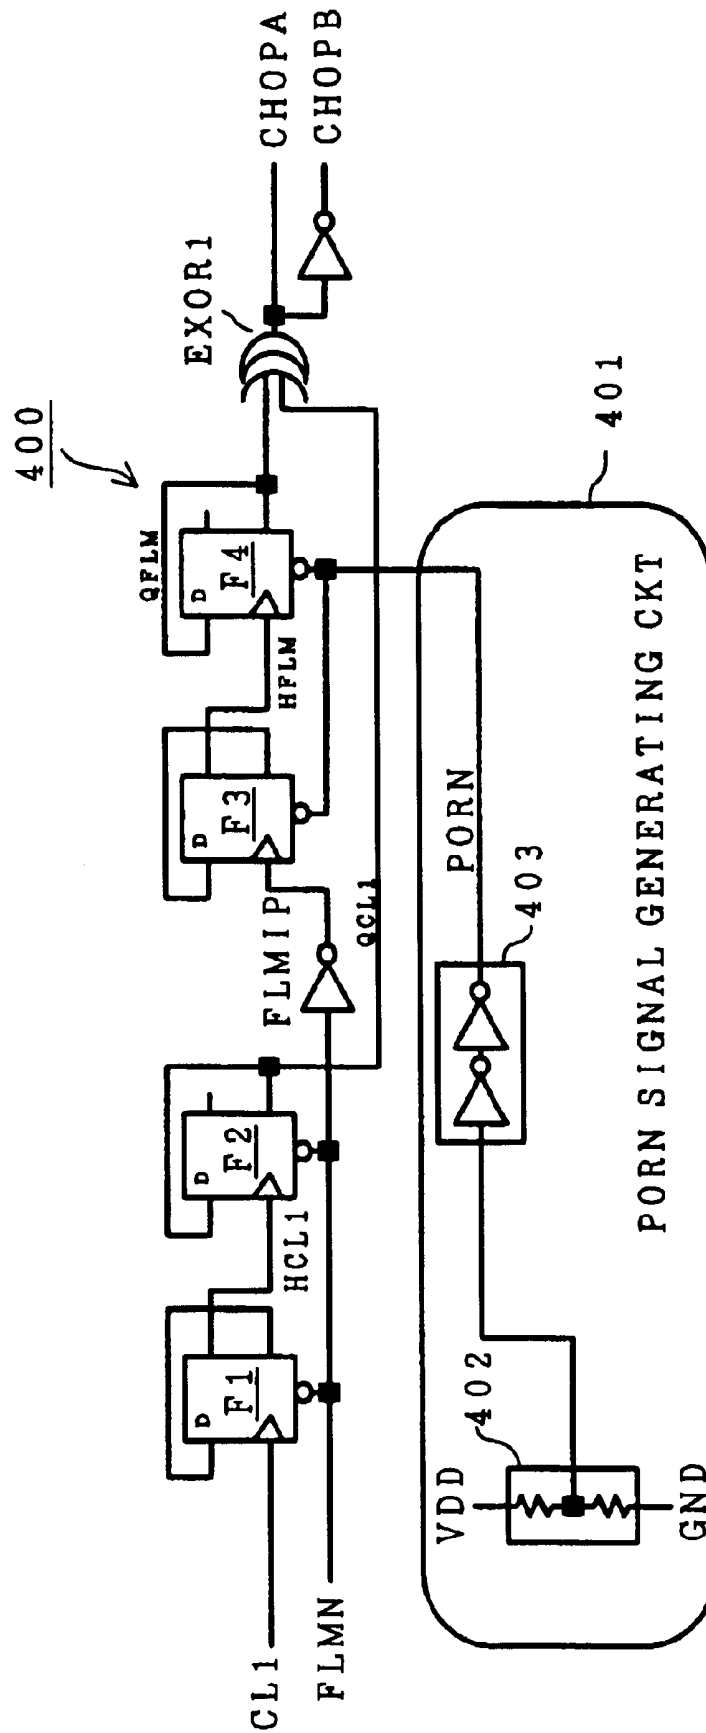 400
EXOR1
CHOPA
CHOPB
QFLM
D
F4
HFLM
D
F3
FLMIP
QCL1
D
F2
HCL1
D
F1
CL1
FLMN
401
PORN
403
402
VDD
GND
PORN SIGNAL GENERATING CKT